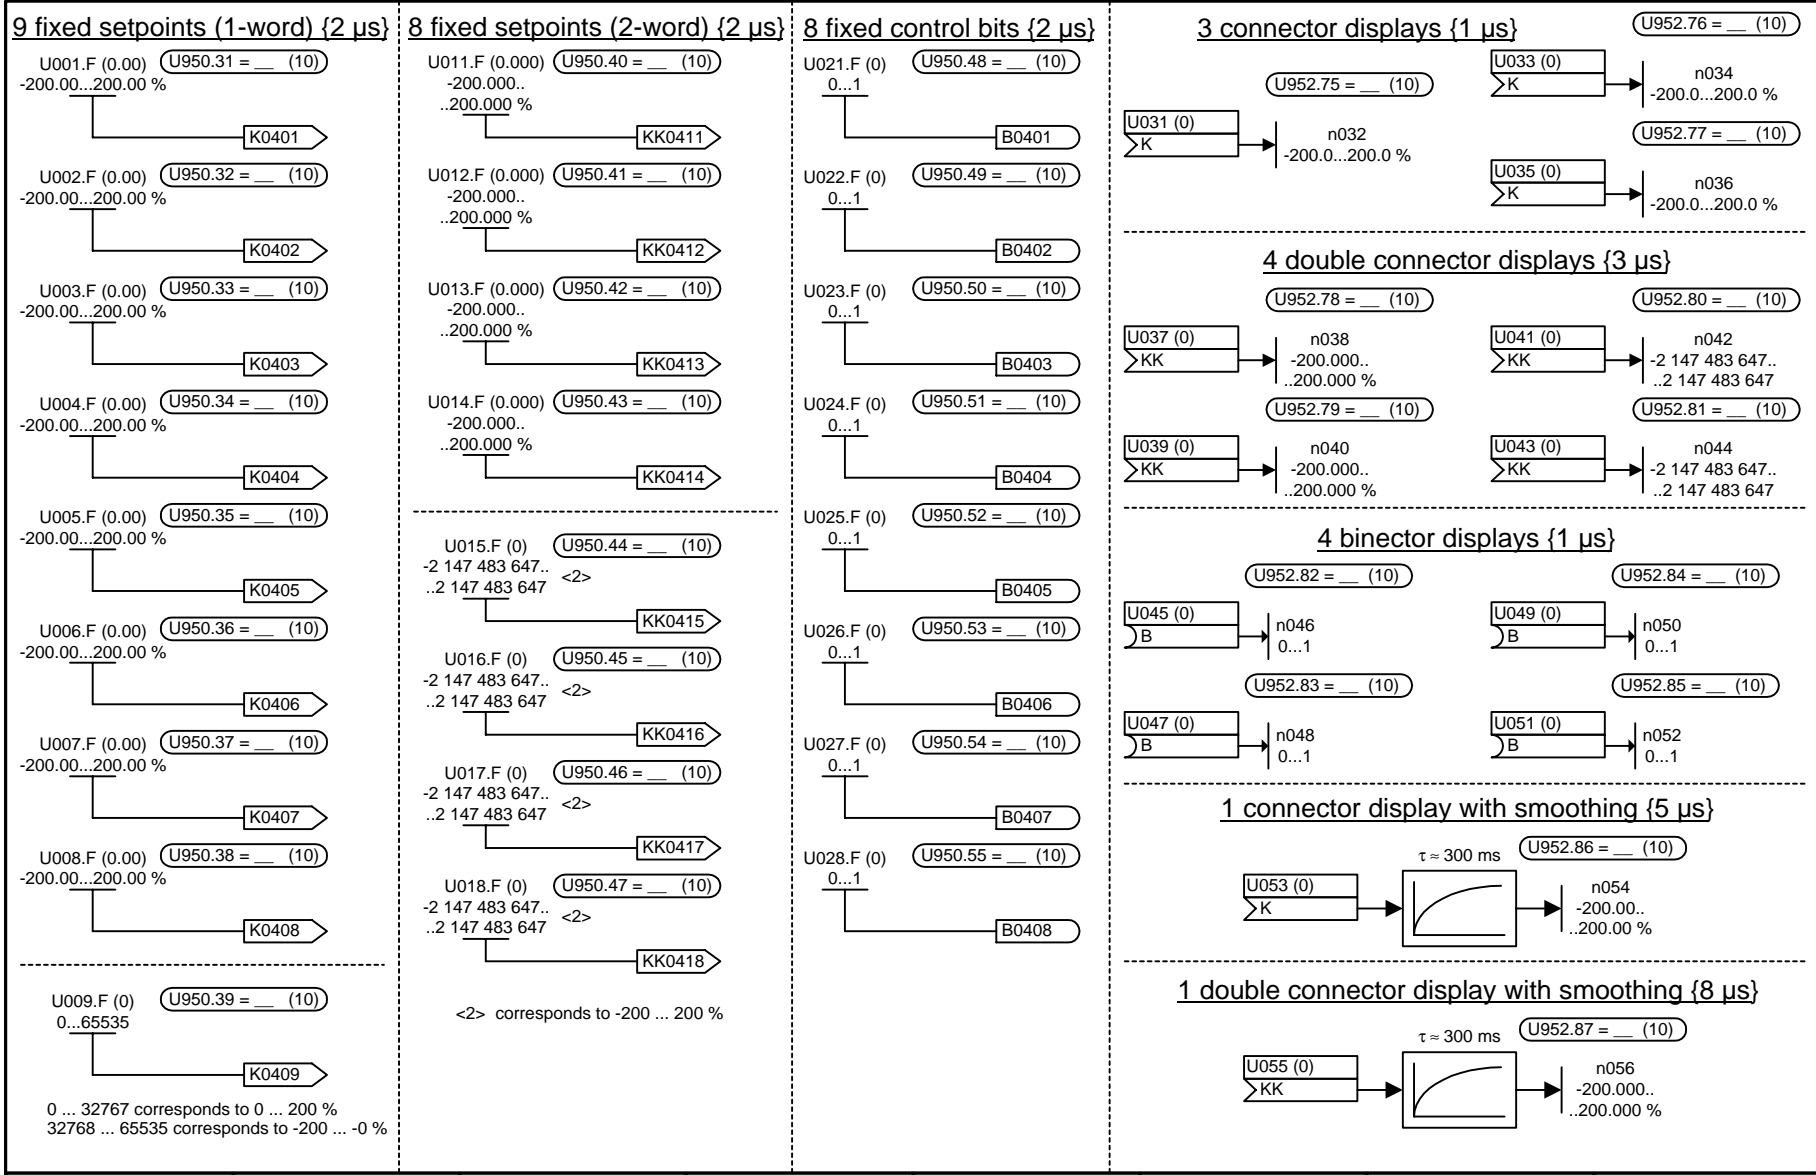 9 fixed setpoints (1-word) {2 µs}
U001.F (0.00) U950.31 = __ (10)
-200.00...200.00 %
K0401
U002.F (0.00) U950.32 = __ (10)
-200.00...200.00 %
K0402
U003.F (0.00) U950.33 = __ (10)
-200.00...200.00 %
K0403
U004.F (0.00) U950.34 = __ (10)
-200.00...200.00 %
K0404
U005.F (0.00) U950.35 = __ (10)
-200.00...200.00 %
K0405
U006.F (0.00) U950.36 = __ (10)
-200.00...200.00 %
K0406
U007.F (0.00) U950.37 = __ (10)
-200.00...200.00 %
K0407
U008.F (0.00) U950.38 = __ (10)
-200.00...200.00 %
K0408
U009.F (0) U950.39 = __ (10)
0...65535
K0409
0 ... 32767 corresponds to 0 ... 200 %
32768 ... 65535 corresponds to -200 ... -0 %
8 fixed setpoints (2-word) {2 µs}
U011.F (0.000) U950.40 = __ (10)
-200.000..
..200.000 %
KK0411
U012.F (0.000) U950.41 = __ (10)
-200.000..
..200.000 %
KK0412
U013.F (0.000) U950.42 = __ (10)
-200.000..
..200.000 %
KK0413
U014.F (0.000) U950.43 = __ (10)
-200.000..
..200.000 %
KK0414
U015.F (0) U950.44 = __ (10)
-2 147 483 647..
..2 147 483 647 <2>
KK0415
U016.F (0) U950.45 = __ (10)
-2 147 483 647..
..2 147 483 647 <2>
KK0416
U017.F (0) U950.46 = __ (10)
-2 147 483 647..
..2 147 483 647 <2>
KK0417
U018.F (0) U950.47 = __ (10)
-2 147 483 647..
..2 147 483 647 <2>
KK0418
<2> corresponds to -200 ... 200 %
8 fixed control bits {2 µs}
U021.F (0) U950.48 = __ (10)
0...1
B0401
U022.F (0) U950.49 = __ (10)
0...1
B0402
U023.F (0) U950.50 = __ (10)
0...1
B0403
U024.F (0) U950.51 = __ (10)
0...1
B0404
U025.F (0) U950.52 = __ (10)
0...1
B0405
U026.F (0) U950.53 = __ (10)
0...1
B0406
U027.F (0) U950.54 = __ (10)
0...1
B0407
U028.F (0) U950.55 = __ (10)
0...1
B0408
3 connector displays {1 µs}
U952.75 = __ (10)
U031 (0)
K
n032
-200.0...200.0 %
U952.76 = __ (10)
U033 (0)
K
n034
-200.0...200.0 %
U952.77 = __ (10)
U035 (0)
K
n036
-200.0...200.0 %
4 double connector displays {3 µs}
U952.78 = __ (10)
U037 (0)
KK
n038
-200.000..
..200.000 %
U952.80 = __ (10)
U041 (0)
KK
n042
-2 147 483 647..
..2 147 483 647
U952.79 = __ (10)
U039 (0)
KK
n040
-200.000..
..200.000 %
U952.81 = __ (10)
U043 (0)
KK
n044
-2 147 483 647..
..2 147 483 647
4 binector displays {1 µs}
U952.82 = __ (10)
U045 (0)
B
n046
0...1
U952.84 = __ (10)
U049 (0)
B
n050
0...1
U952.83 = __ (10)
U047 (0)
B
n048
0...1
U952.85 = __ (10)
U051 (0)
B
n052
0...1
1 connector display with smoothing {5 µs}
τ ≈ 300 ms U952.86 = __ (10)
U053 (0)
K
n054
-200.00..
..200.00 %
1 double connector display with smoothing {8 µs}
τ ≈ 300 ms U952.87 = __ (10)
U055 (0)
KK
n056
-200.000..
..200.000 %